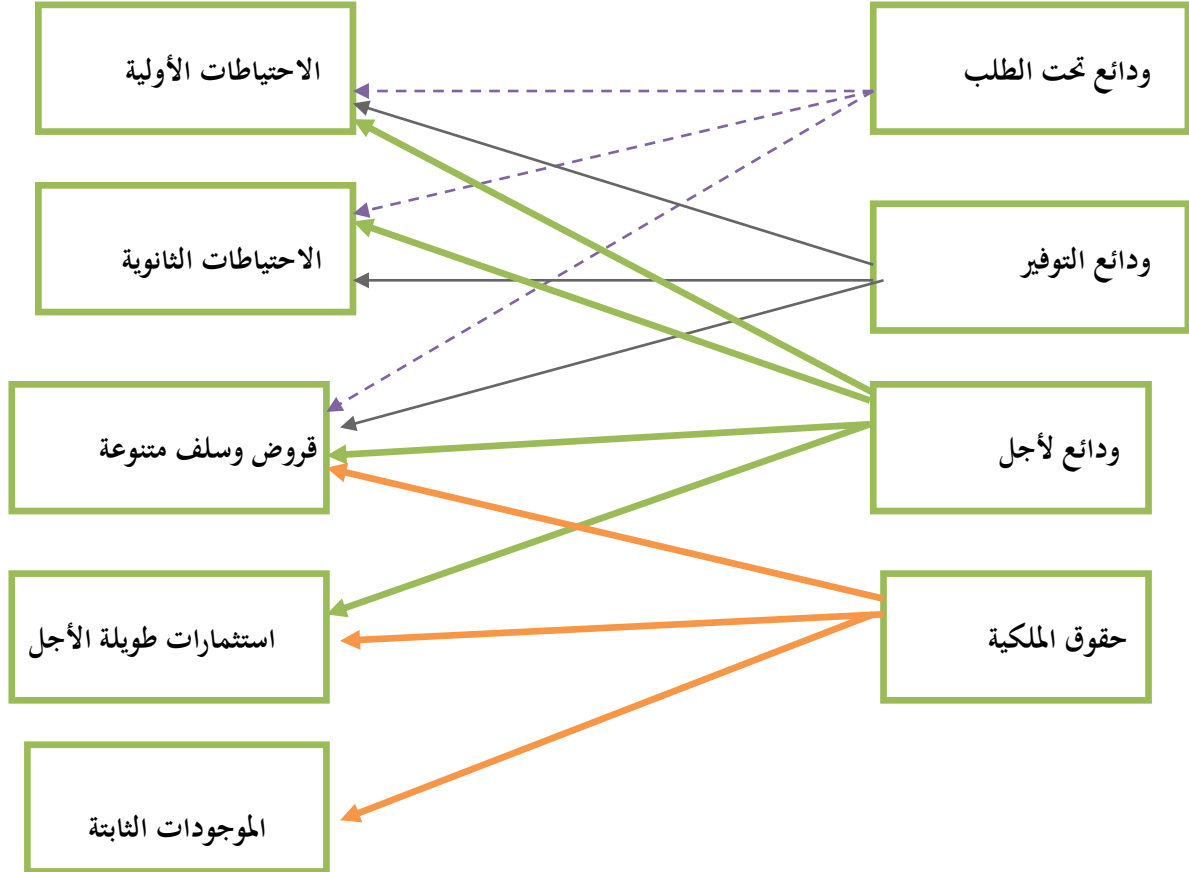 ودائع تحت الطلب
الاحتياطات الأولية
ودائع التوفير
الاحتياطات الثانوية
ودائع لأجل
قروض وسلف متنوعة
حقوق الملكية
استثمارات طويلة الأجل
الموجودات الثابتة